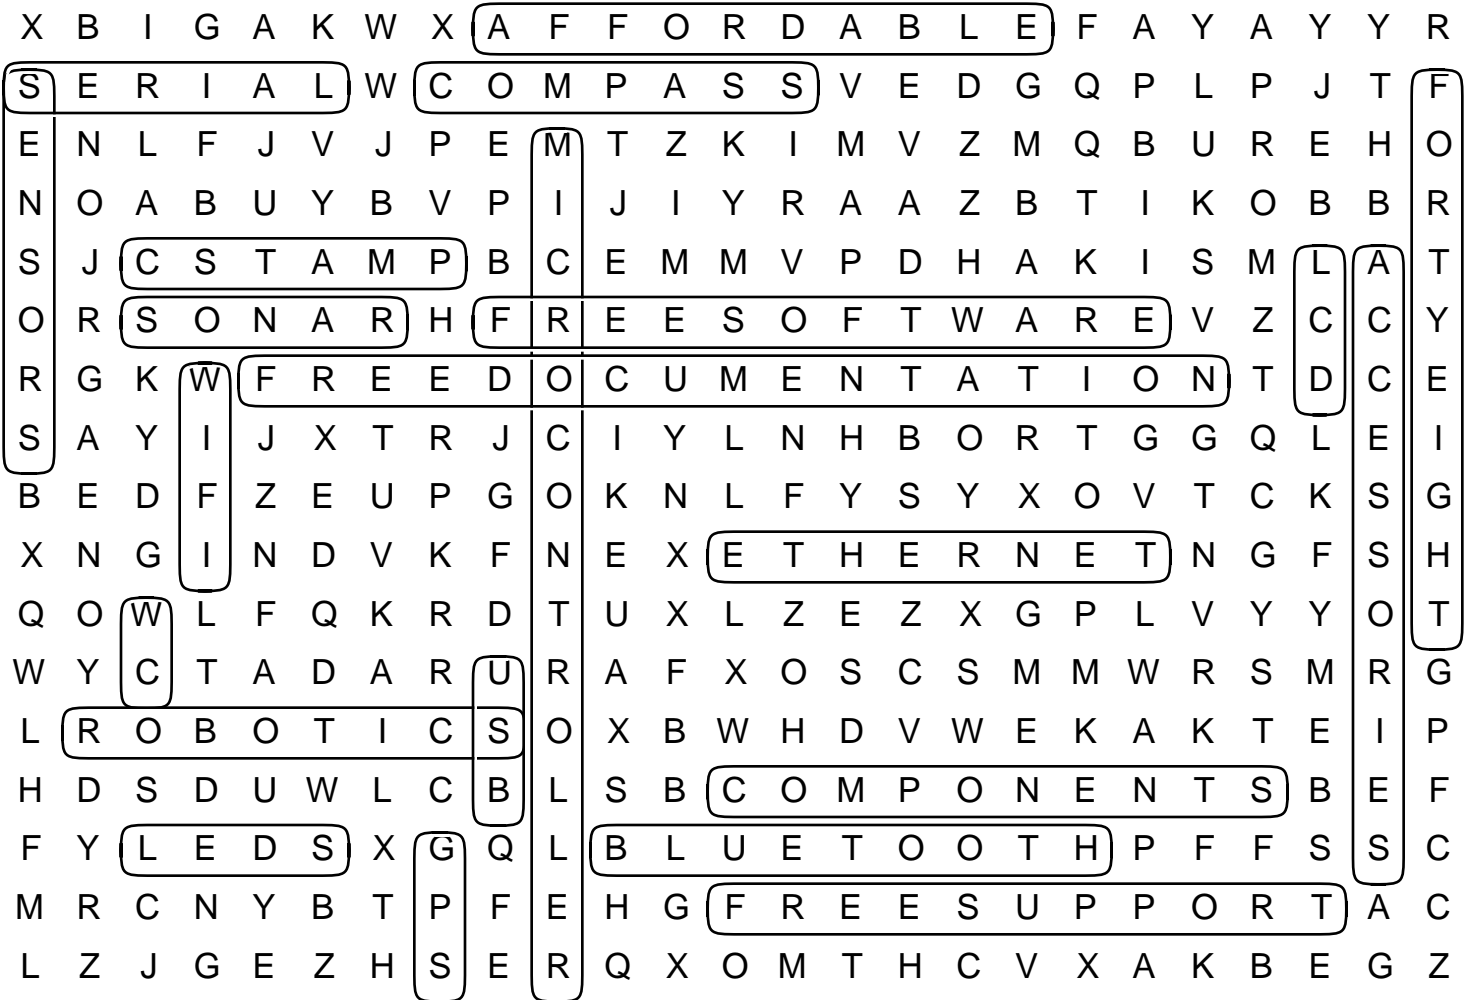 X B I G A K W X A F F O R D A B L E F A Y A Y Y R
S E R I A L W C O M P A S S V E D G Q P L P J T F
E N L F J V J P E M T Z K I M V Z M Q B U R E H O
N O A B U Y B V P I J I Y R A A Z B T I K O B B R
S J C S T A M P B C E M M V P D H A K I S M L A T
O R S O N A R H F R E E S O F T W A R E V Z C C Y
R G K W F R E E D O C U M E N T A T I O N T D C E
S A Y I J X T R J C I Y L N H B O R T G G Q L E I
B E D F Z E U P G O K N L F Y S Y X O V T C K S G
X N G I N D V K F N E X E T H E R N E T N G F S H
Q O W L F Q K R D T U X L Z E Z X G P L V Y Y O T
W Y C T A D A R U R A F X O S C S M M W R S M R G
L R O B O T I C S O X B W H D V W E K A K T E I P
H D S D U W L C B L S B C O M P O N E N T S B E F
F Y L E D S X G Q L B L U E T O O T H P F F S S C
M R C N Y B T P F E H G F R E E S U P P O R T A C
L Z J G E Z H S E R Q X O M T H C V X A K B E G Z